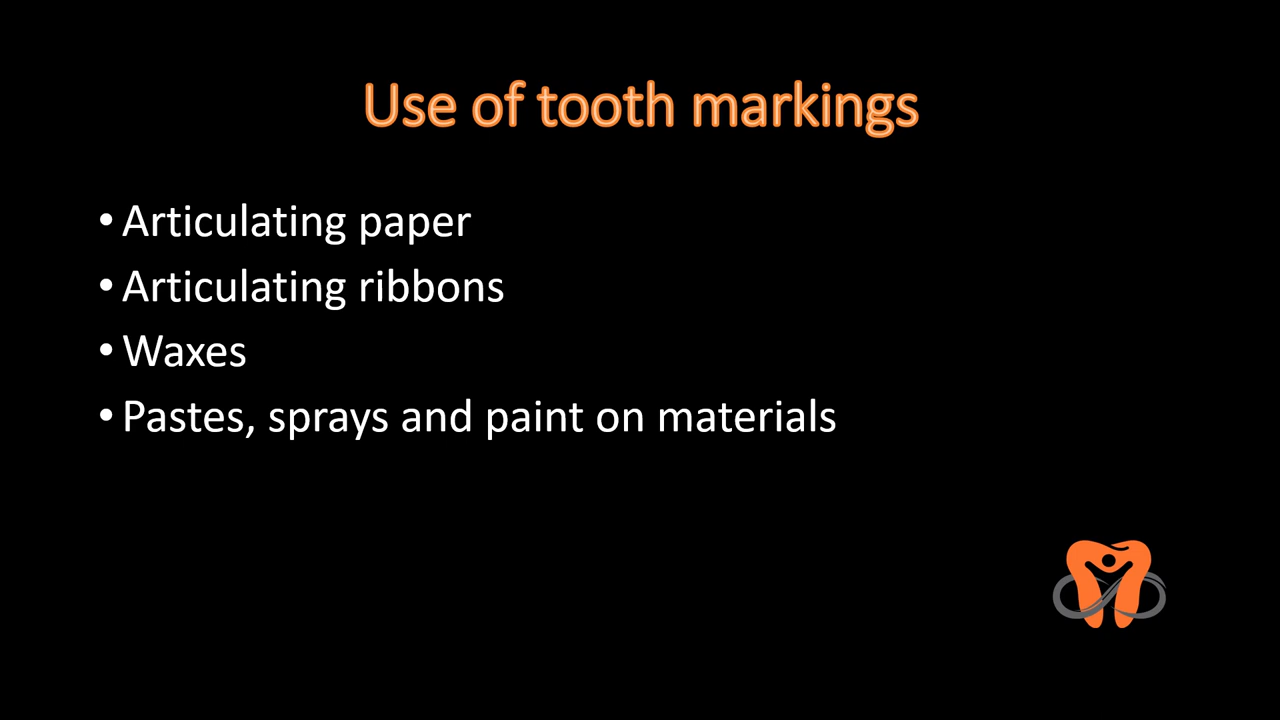 Use of tooth markings
• Articulating paper
• Articulating ribbons
• Waxes
• Pastes, sprays and paint on materials